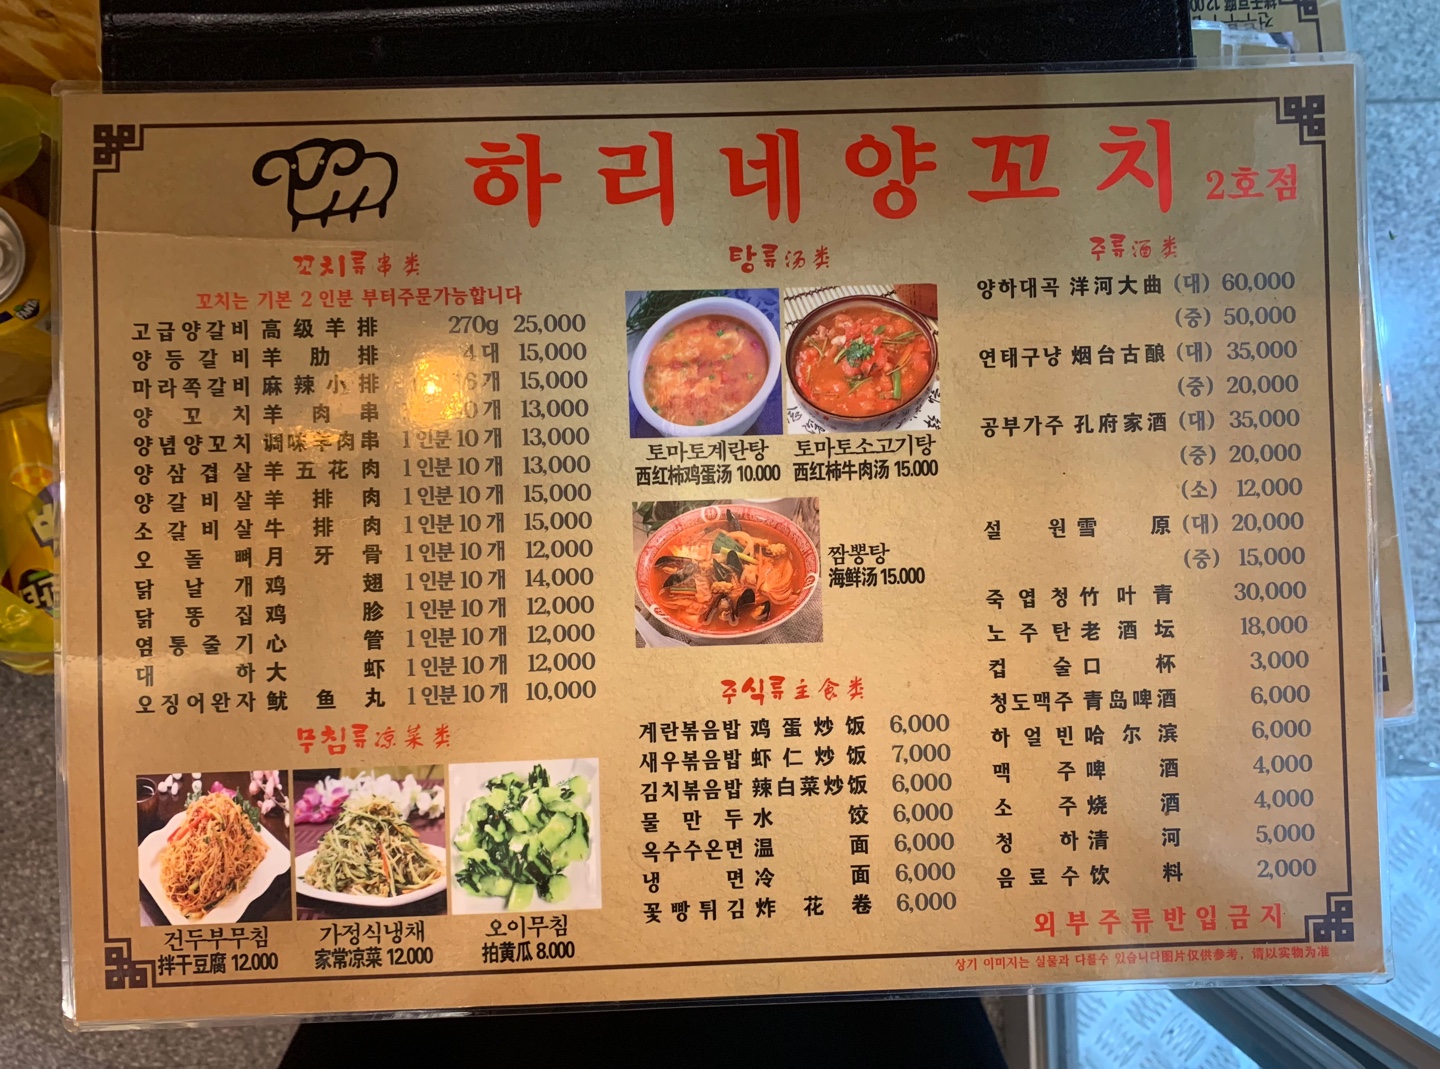 하리네양꼬치 2호점
꼬치류 串类
꼬치는 기본 2인분 부터주문가능합니다
고급양갈비 高级羊排 270g 25,000
양등갈비 羊肋排 4대 15,000
마라쪽갈비 麻辣小排 6개 15,000
양꼬치 羊肉串 0개 13,000
양념양꼬치 调味羊肉串 1인분10개 13,000
양삼겹살 羊五花肉 1인분10개 13,000
양갈비살 羊排肉 1인분10개 15,000
소갈비살 牛排肉 1인분10개 15,000
오돌뼈 月牙骨 1인분10개 12,000
닭날개 鸡翅 1인분10개 14,000
닭똥집 鸡胗 1인분10개 12,000
염통줄기 心管 1인분10개 12,000
대하 大虾 1인분10개 12,000
오징어완자 鱿鱼丸 1인분10개 10,000
무침류 凉菜类
건두부무침
拌干豆腐 12.000
가정식냉채
家常凉菜 12.000
오이무침
拍黄瓜 8.000
탕류 汤类
토마토계란탕
西红柿鸡蛋汤 10.000
토마토소고기탕
西红柿牛肉汤 15.000
짬뽕탕
海鲜汤 15.000
주식류 主食类
계란볶음밥 鸡蛋炒饭 6,000
새우볶음밥 虾仁炒饭 7,000
김치볶음밥 辣白菜炒饭 6,000
물만두 水饺 6,000
옥수수온면 温面 6,000
냉면 冷面 6,000
꽃빵튀김 炸花卷 6,000
주류 酒类
양하대곡 洋河大曲 (대) 60,000
(중) 50,000
연태구냥 烟台古酿 (대) 35,000
(중) 20,000
공부가주 孔府家酒 (대) 35,000
(중) 20,000
(소) 12,000
설원 雪原 (대) 20,000
(중) 15,000
죽엽청 竹叶青 30,000
노주탄 老酒坛 18,000
컵술 口杯 3,000
청도맥주 青岛啤酒 6,000
하얼빈 哈尔滨 6,000
맥주 啤酒 4,000
소주 烧酒 4,000
청하 清河 5,000
음료수 饮料 2,000
외부주류반입금지
상기 이미지는 실물과 다를수 있습니다图片仅供参考，请以实物为准